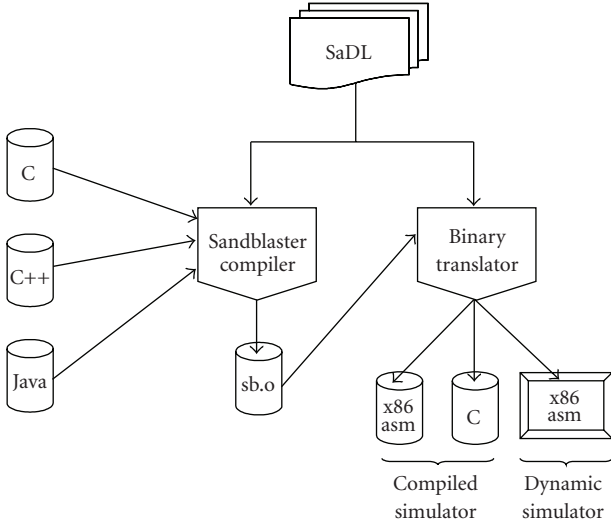 SaDL
C
C++
Java
Sandblaster
compiler
Binary
translator
sb.o
x86
asm
C
x86
asm
Compiled
simulator
Dynamic
simulator